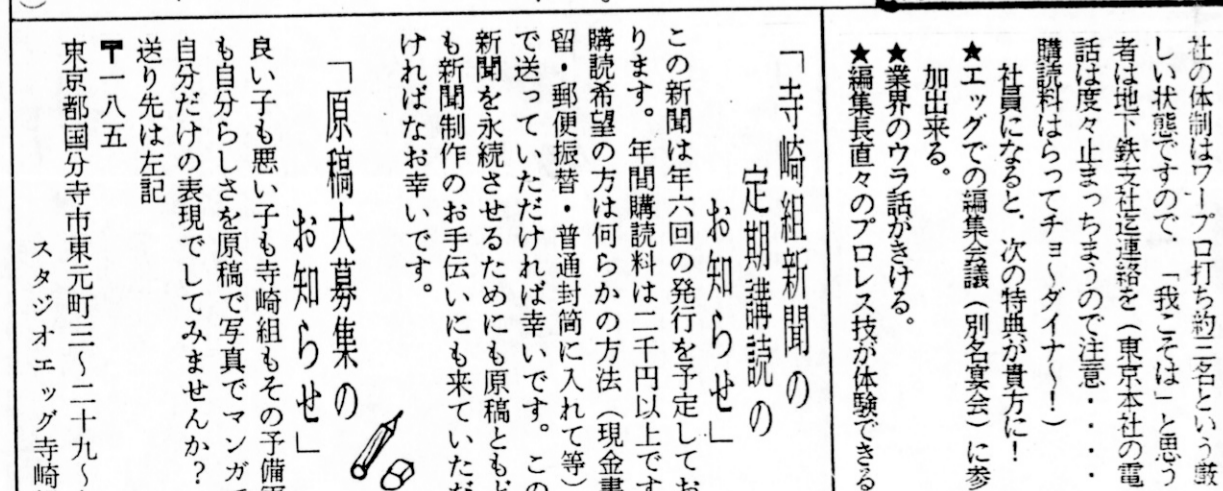 社の体制はワープロ打ち約三名という厳
しい状態ですので、「我こそは」と思う
者は地下鉄支社迄連絡を（東京本社の電
話は度々止まっちまうので注意・・・・
購読料はらってチョ〜ダイナ〜！）
社員になると、次の特典が貴方に！
★エッグでの編集会議（別名宴会）に参
加出来る。
★業界のウラ話がきける。
★編集長直々のプロレス技が体験できる
「寺崎組新聞の
定期講読の
お知らせ」
この新聞は年六回の発行を予定してお
ります。年間購読料は二千円以上です
購読希望の方は何らかの方法（現金書
留・郵便振替・普通封筒に入れて等）
で送っていただければ幸いです。この
新聞を永続させるためにも原稿ともど
も新聞制作のお手伝いにも来ていただ
ければなお幸いです。
「原稿大募集の
お知らせ」
良い子も悪い子も寺崎組もその予備軍
も自分らしさを原稿で写真でマンガで
自分だけの表現でしてみませんか？
送り先は左記
〒一八五
東京都国分寺市東元町三〜二十九〜
スタジオエッグ寺崎